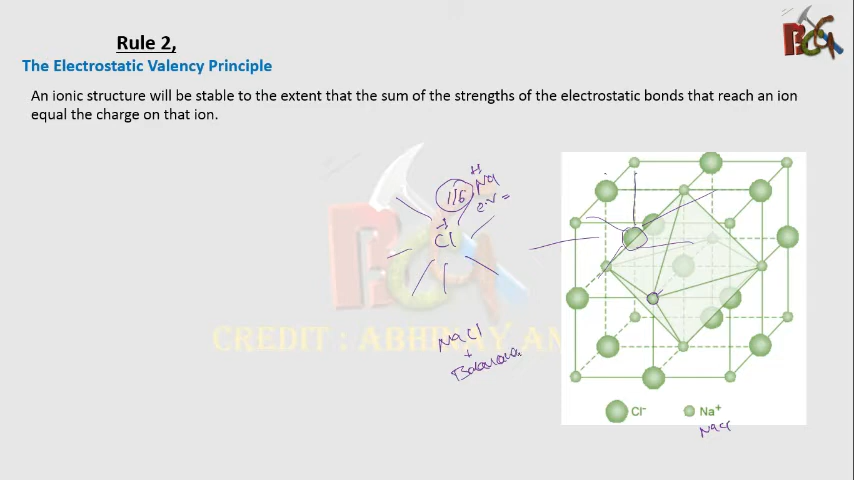 Rule 2,
The Electrostatic Valency Principle
An ionic structure will be stable to the extent that the sum of the strengths of the electrostatic bonds that reach an ion
equal the charge on that ion.
1/6
Na
e.v =
Cl
NaCl
+
CREDIT : ABHINAY AN
Cl⁻
Na⁺
NaCl